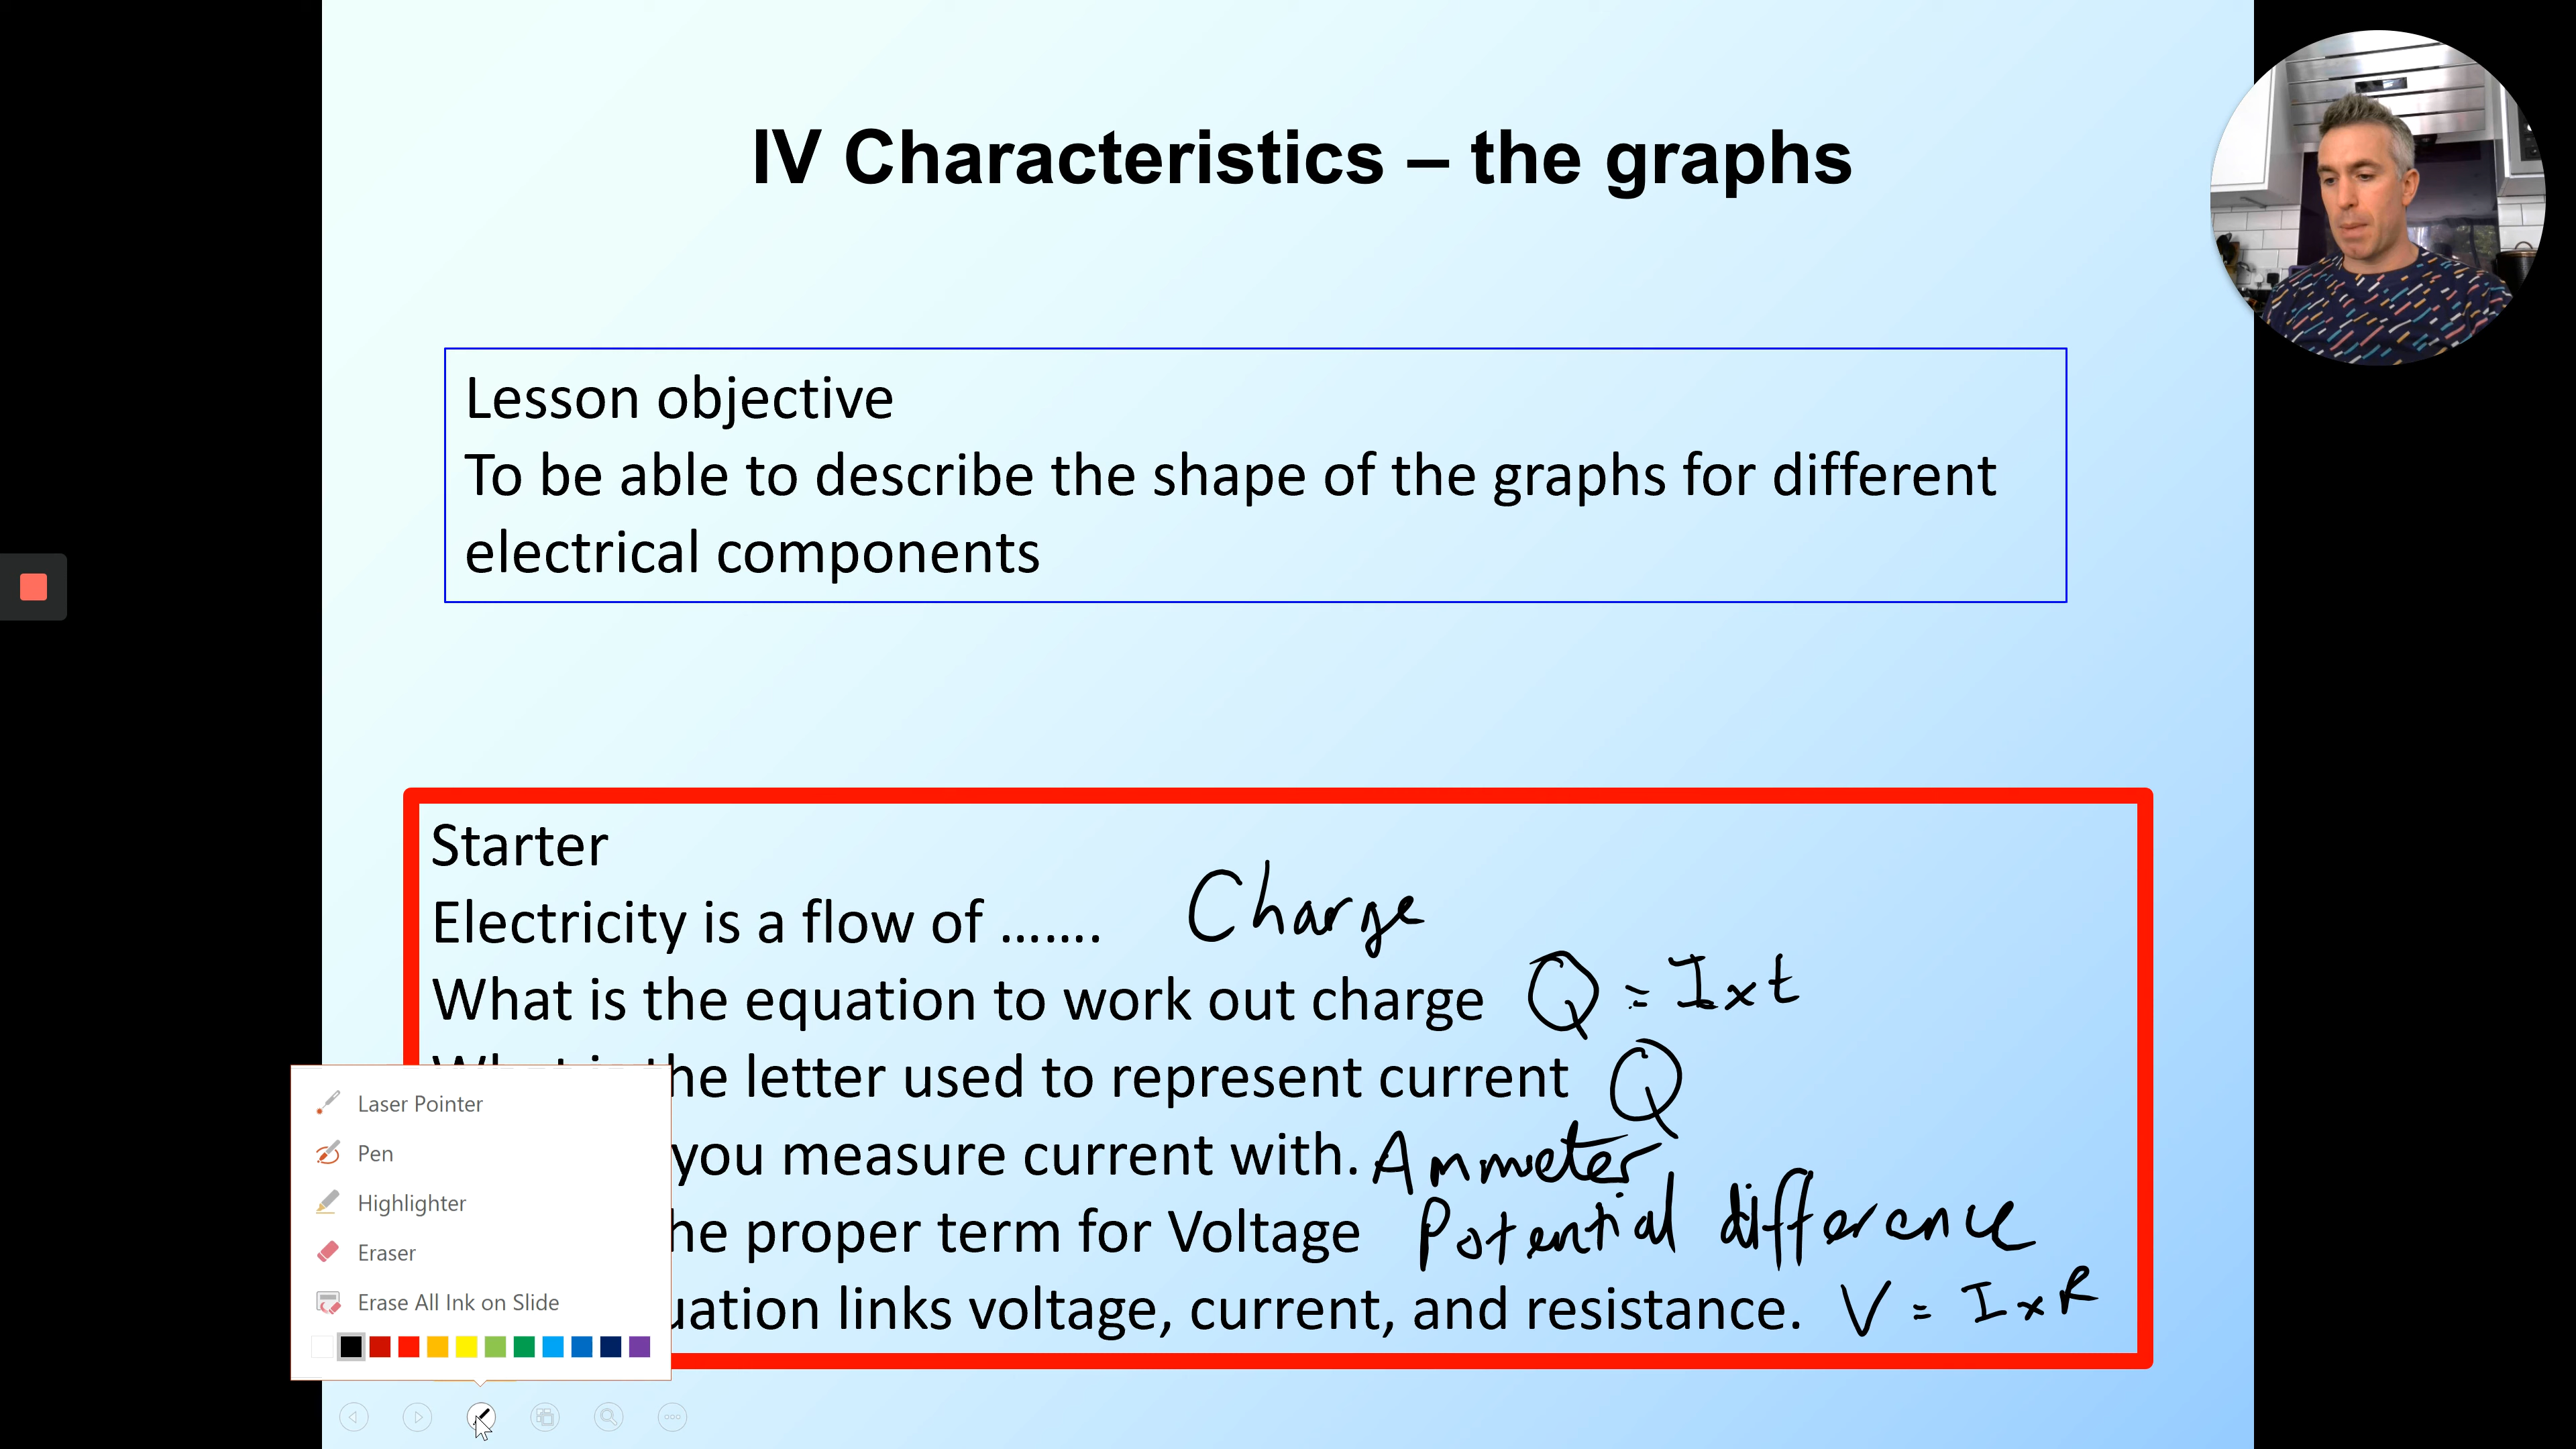 IV Characteristics – the graphs
Lesson objective
To be able to describe the shape of the graphs for different
electrical components
Starter
Electricity is a flow of ....... Charge
What is the equation to work out charge Q = I x t
What is the letter used to represent current Q
you measure current with. Ammeter
he proper term for Voltage Potential difference
uation links voltage, current, and resistance. V = I x R
Laser Pointer
Pen
Highlighter
Eraser
Erase All Ink on Slide